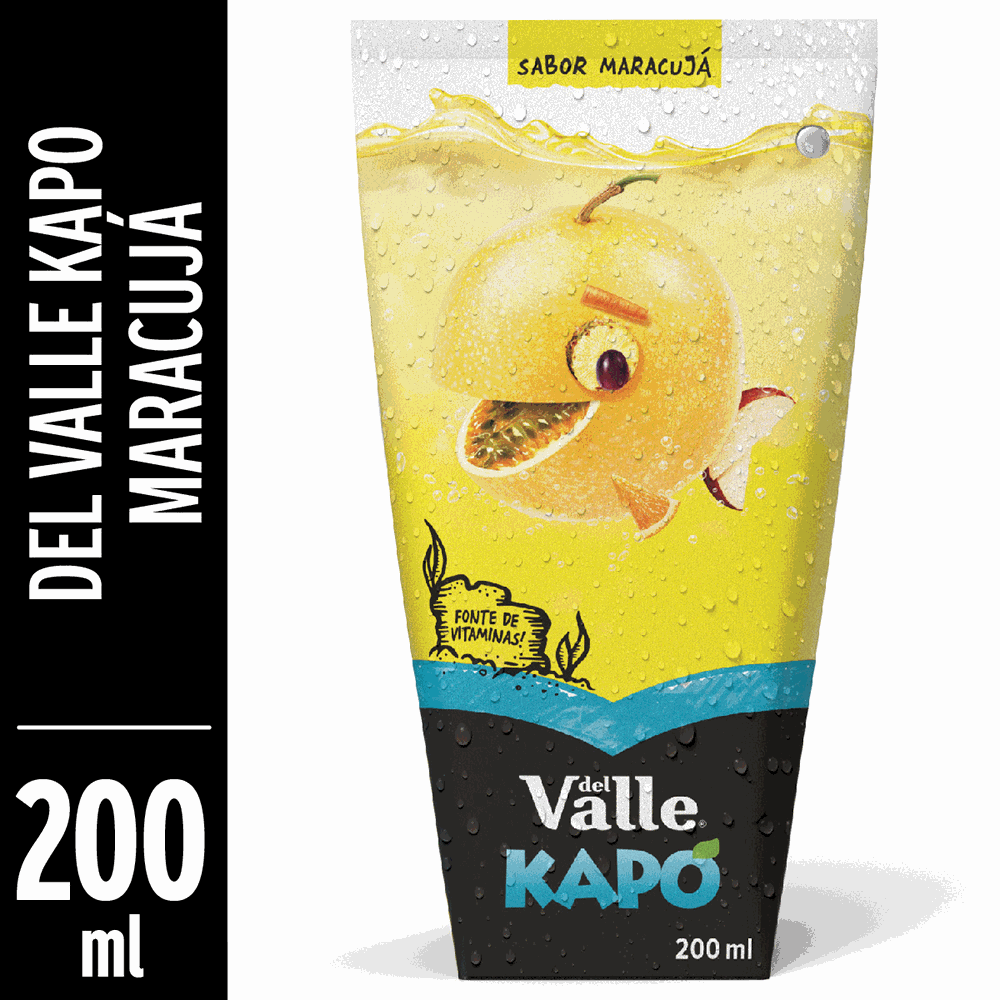 DEL VALLE KAPO
MARACUJÁ
200
ml
SABOR MARACUJÁ
FONTE DE
VITAMINAS!
del
Valle®
KAPO
200 ml